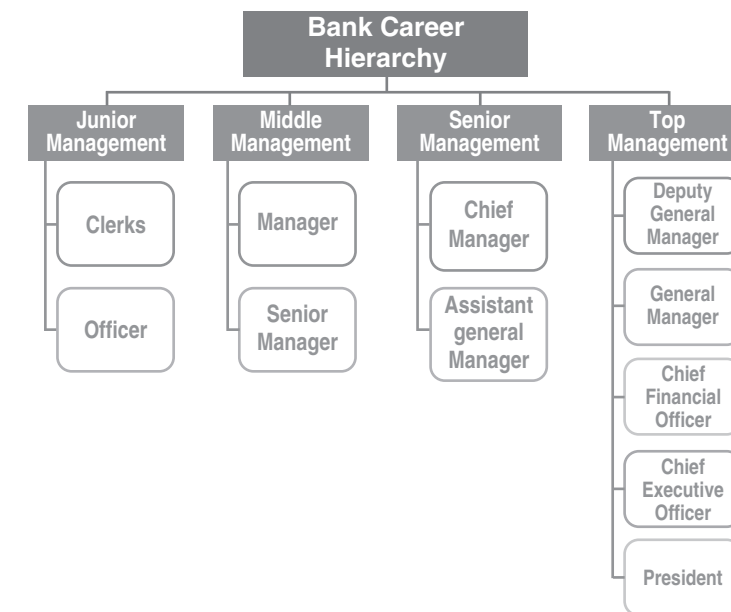 Bank Career
Hierarchy
Junior
Management
Clerks
Officer
Middle
Management
Manager
Senior
Manager
Senior
Management
Chief
Manager
Assistant
general
Manager
Top
Management
Deputy
General
Manager
General
Manager
Chief
Financial
Officer
Chief
Executive
Officer
President